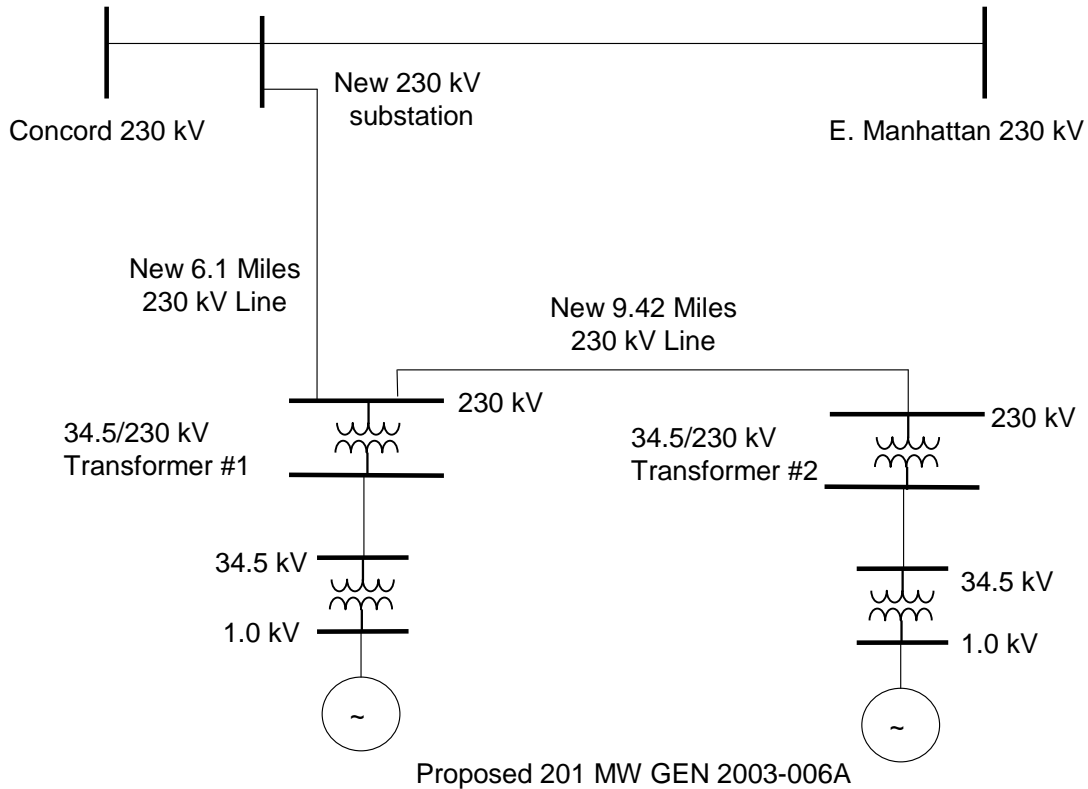 New 230 kV
substation
Concord 230 kV
E. Manhattan 230 kV
New 6.1 Miles
230 kV Line
New 9.42 Miles
230 kV Line
230 kV
34.5/230 kV
Transformer #1
230 kV
34.5/230 kV
Transformer #2
34.5 kV
1.0 kV
34.5 kV
1.0 kV
~
~
Proposed 201 MW GEN 2003-006A